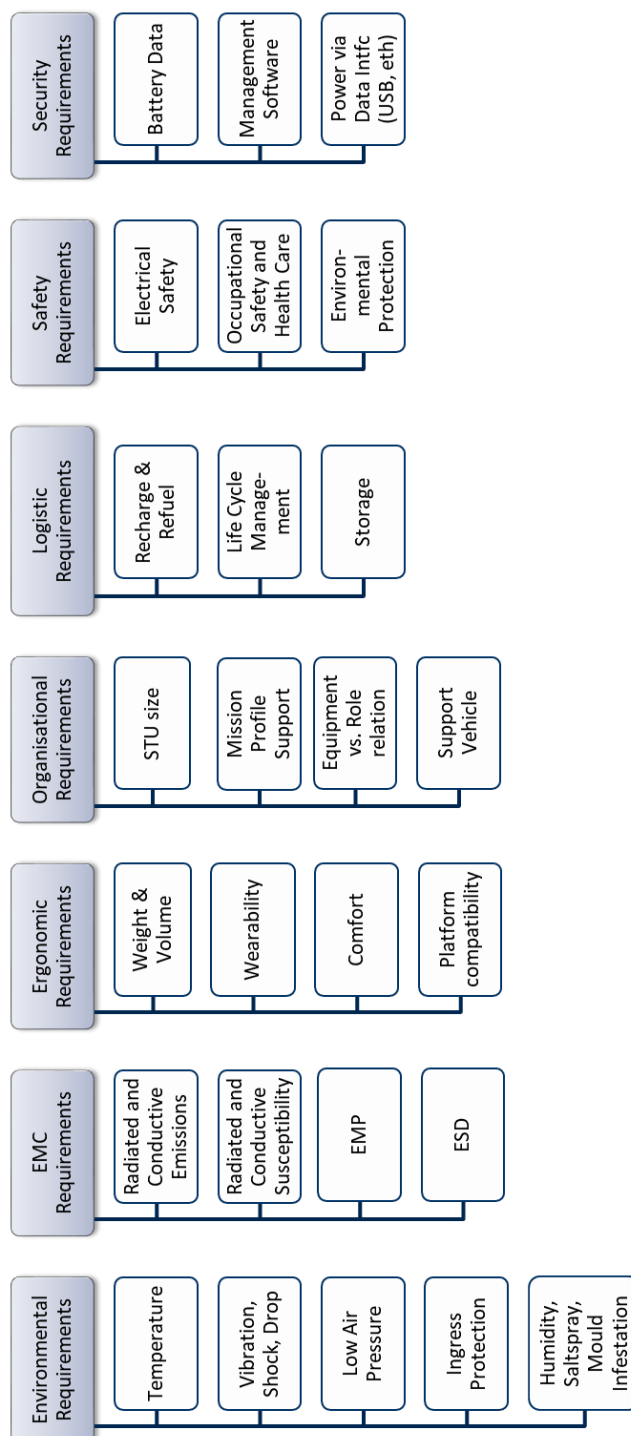 Environmental
Requirements
Temperature
Vibration,
Shock, Drop
Low Air
Pressure
Ingress
Protection
Humidity,
Saltspray,
Mould
Infestation
EMC
Requirements
Radiated and
Conductive
Emissions
Radiated and
Conductive
Susceptibility
EMP
ESD
Ergonomic
Requirements
Weight &
Volume
Wearability
Comfort
Platform
compatibility
Organisational
Requirements
STU size
Mission
Profile
Support
Equipment
vs. Role
relation
Support
Vehicle
Logistic
Requirements
Recharge &
Refuel
Life Cycle
Manage-
ment
Storage
Safety
Requirements
Electrical
Safety
Occupational
Safety and
Health Care
Environ-
mental
Protection
Security
Requirements
Battery Data
Management
Software
Power via
Data Intfc
(USB, eth)